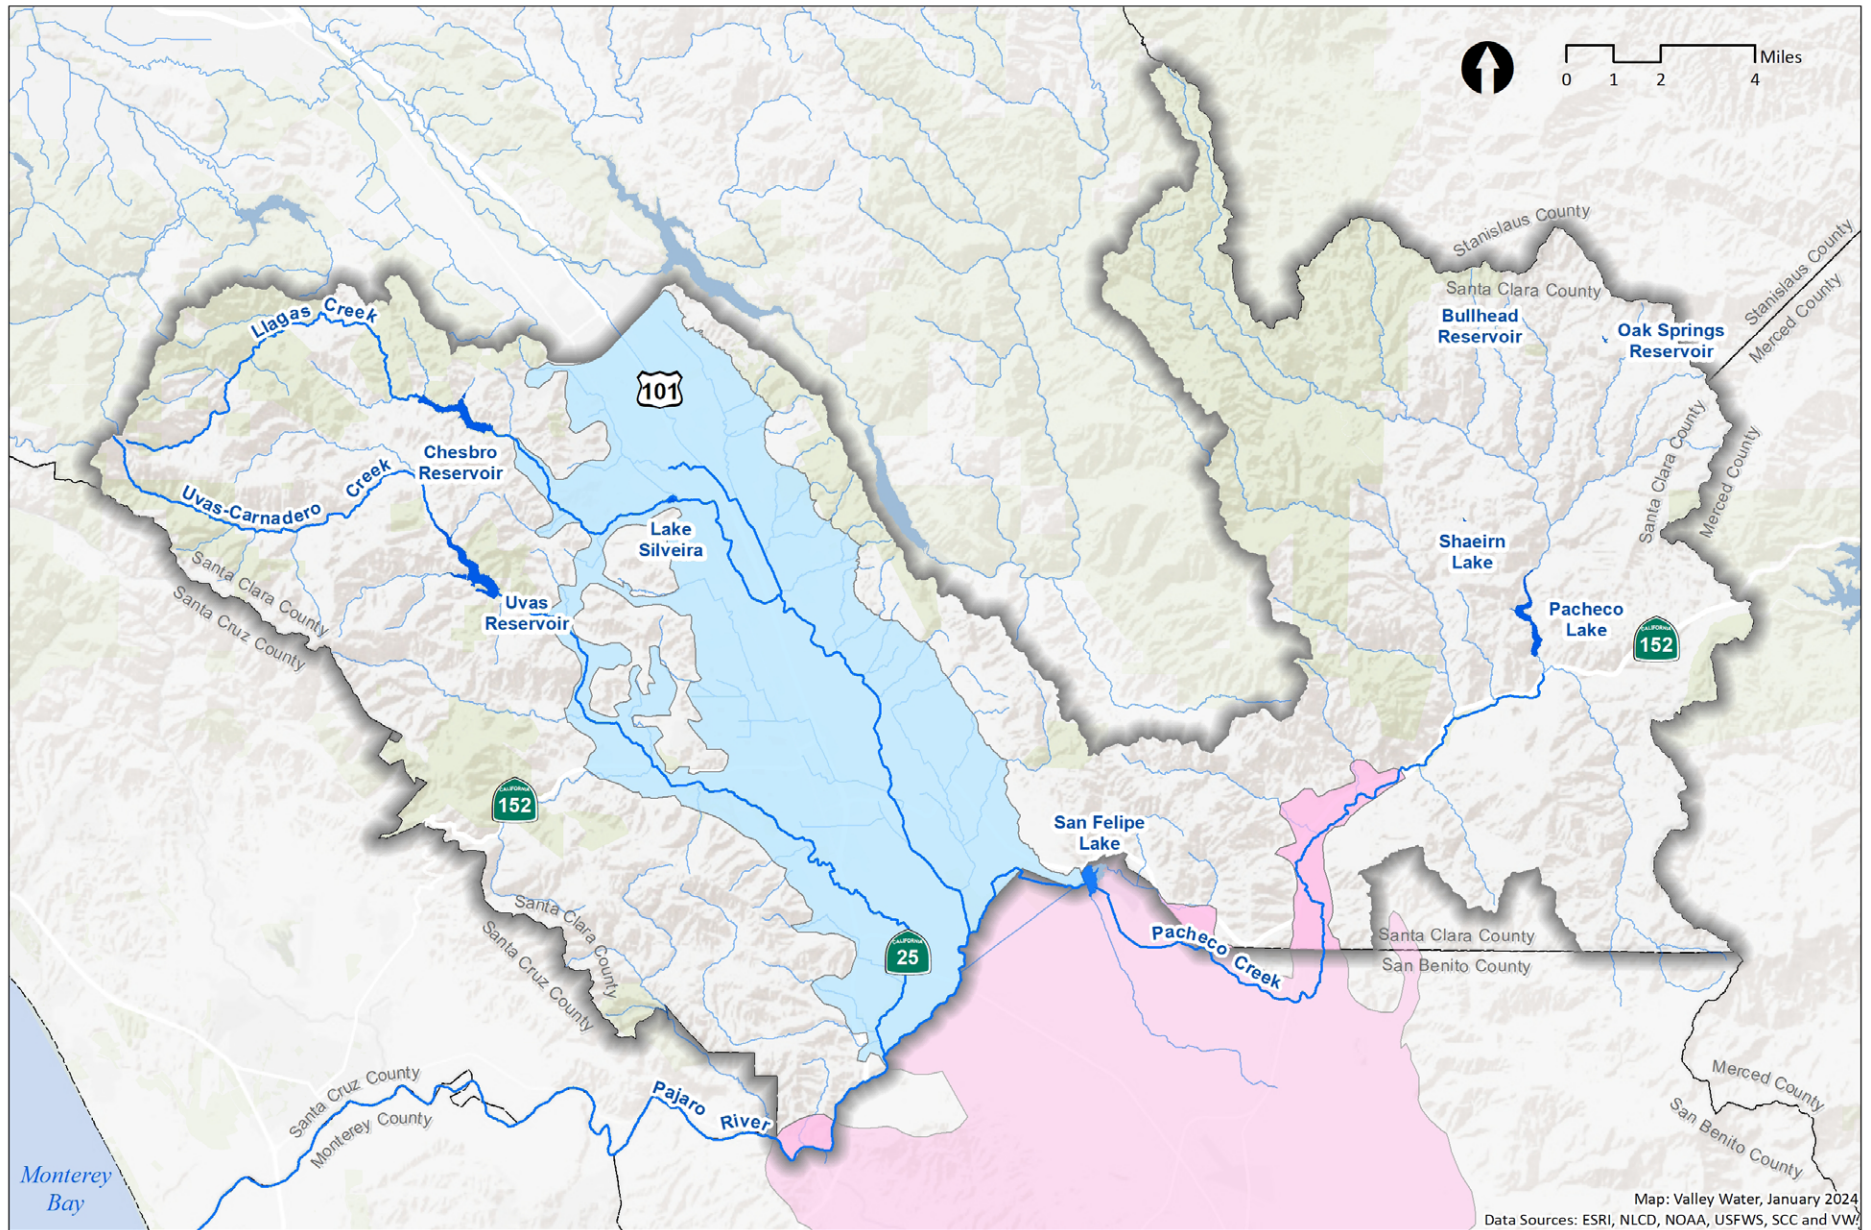 Miles
0 1 2 4
Stanislaus County
Santa Clara County
Stanislaus County
Merced County
Bullhead
Reservoir
Oak Springs
Reservoir
Llagas Creek
101
Chesbro
Reservoir
Uvas-Carnadero Creek
Lake
Silveira
Santa Clara County
Merced County
Shaeirn
Lake
Santa Clara County
Santa Cruz County
Uvas
Reservoir
Pacheco
Lake
CALIFORNIA
152
CALIFORNIA
152
San Felipe
Lake
Santa Clara County
Santa Cruz County
CALIFORNIA
25
Pacheco Creek
Santa Clara County
San Benito County
Santa Cruz County
Monterey County
Pajaro River
Merced County
San Benito County
Monterey
Bay
Map: Valley Water, January 2024
Data Sources: ESRI, NLCD, NOAA, USFWS, SCC and VW